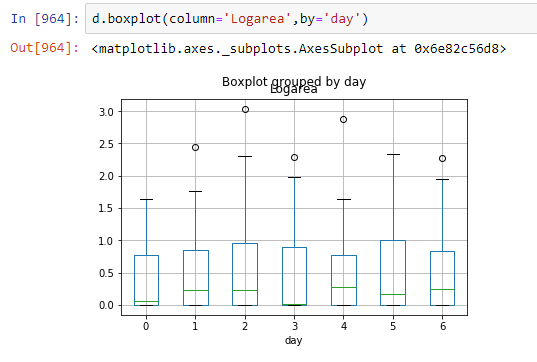 In [964]: d.boxplot(column='Logarea',by='day')
Out[964]: <matplotlib.axes._subplots.AxesSubplot at 0x6e82c56d8>
Boxplot grouped by day
Logarea
3.0
2.5
2.0
1.5
1.0
0.5
0.0
0 1 2 3 4 5 6
day